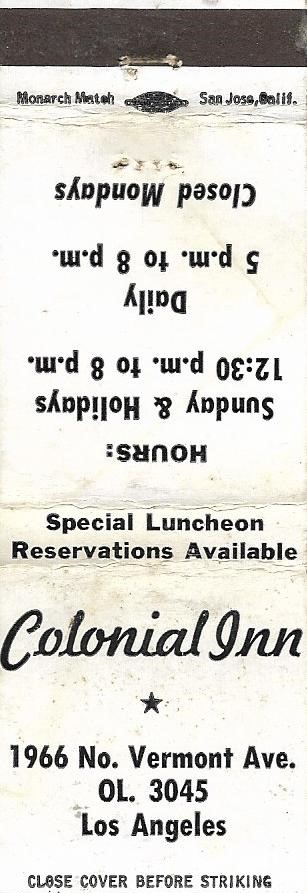 Monarch Match San Jose, Calif.
HOURS:
Sunday & Holidays
12:30 p.m. to 8 p.m.
Daily
5 p.m. to 8 p.m.
Closed Mondays
Special Luncheon
Reservations Available
Colonial Inn
1966 No. Vermont Ave.
OL. 3045
Los Angeles
CLOSE COVER BEFORE STRIKING